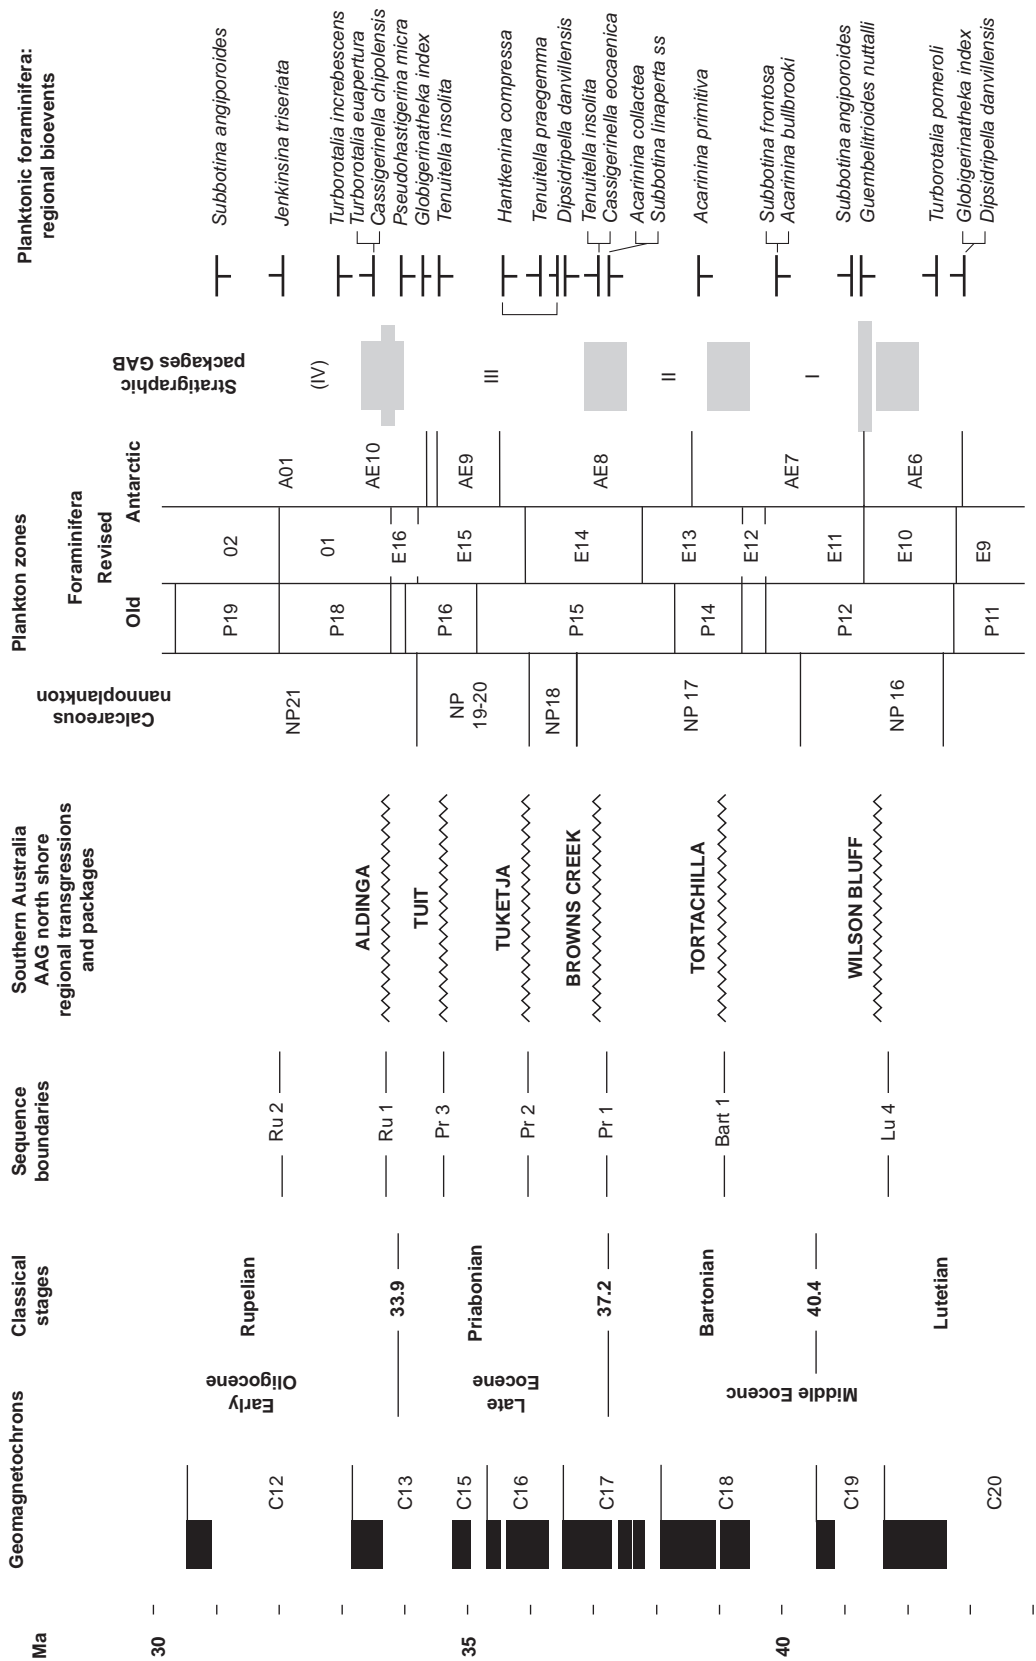 Ma
30
35
40
Geomagnetochrons
C12
C13
C15
C16
C17
C18
C19
C20
Classical
stages
Early
Oligocene
Late
Eocene
Middle Eocenc
Rupelian
33.9
Priabonian
37.2
Bartonian
40.4
Lutetian
Sequence
boundaries
Ru 2
Ru 1
Pr 3
Pr 2
Pr 1
Bart 1
Lu 4
Southern Australia
AAG north shore
regional transgressions
and packages
ALDINGA
TUIT
TUKETJA
BROWNS CREEK
TORTACHILLA
WILSON BLUFF
Plankton zones
Calcareous
nannoplankton
NP21
NP
19-20
NP18
NP 17
NP 16
Foraminifera
Old
Revised
Antarctic
P19
P18
P16
P15
P14
P12
P11
02
01
E16
E15
E14
E13
E12
E11
E10
E9
A01
AE10
AE9
AE8
AE7
AE6
Stratigraphic
packages GAB
(IV)
III
II
I
Planktonic foraminifera:
regional bioevents
Subbotina angiporoides
Jenkinsina triseriata
Turborotalia increbescens
Turborotalia euapertura
Cassigerinella chipolensis
Pseudohastigerina micra
Globigerinatheka index
Tenuitella insolita
Hantkenina compressa
Tenuitella praegemma
Dipsidripella danvillensis
Tenuitella insolita
Cassigerinella eocaenica
Acarinina collactea
Subbotina linaperta ss
Acarinina primitiva
Subbotina frontosa
Acarinina bullbrooki
Subbotina angiporoides
Guembelitrioides nuttalli
Turborotalia pomeroli
Globigerinatheka index
Dipsidripella danvillensis